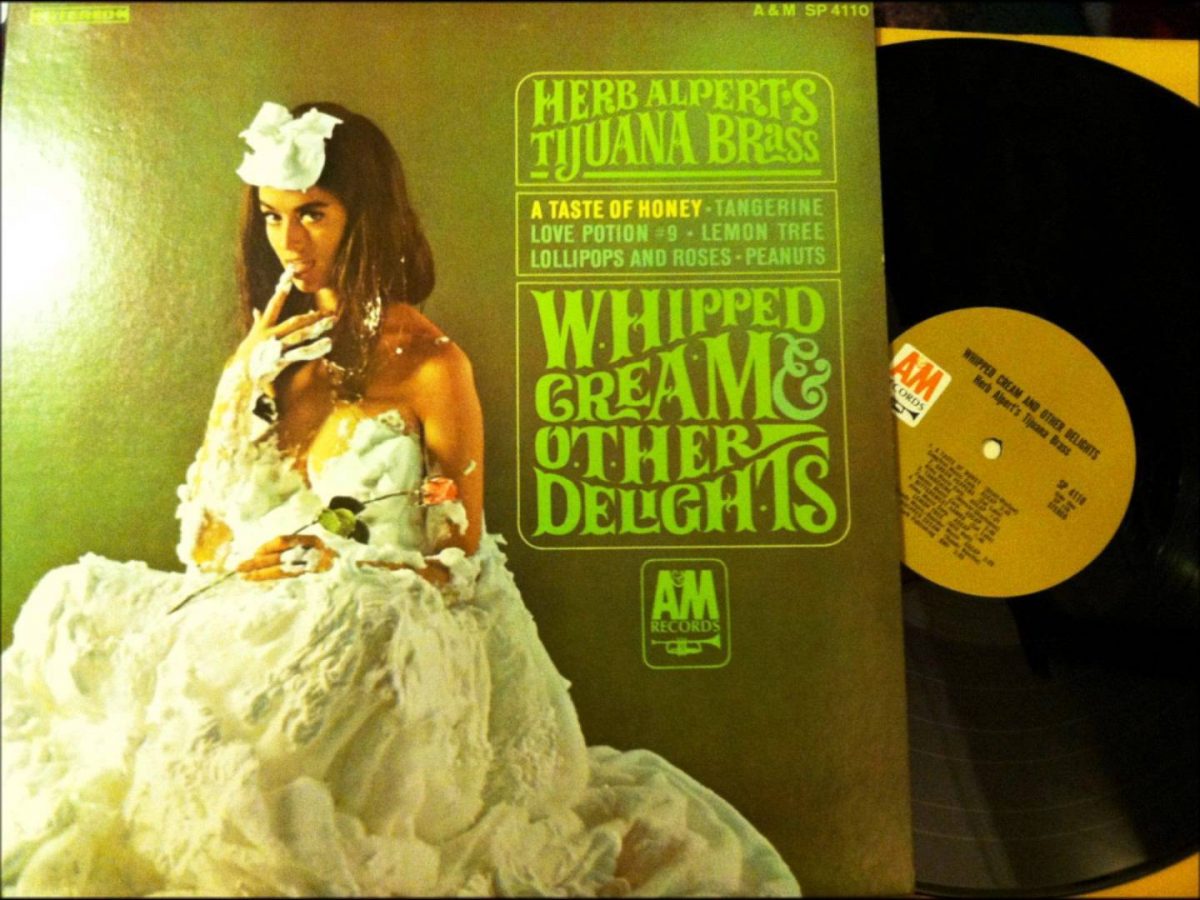 STEREO
A & M SP 4110
HERB ALPERT'S
TIJUANA BRASS
A TASTE OF HONEY · TANGERINE
LOVE POTION #9 · LEMON TREE
LOLLIPOPS AND ROSES · PEANUTS
WHIPPED
CREAM &
OTHER
DELIGHTS
A&M
RECORDS
A&M
RECORDS
WHIPPED CREAM AND OTHER DELIGHTS
Herb Alpert's Tijuana Brass
SP 4110